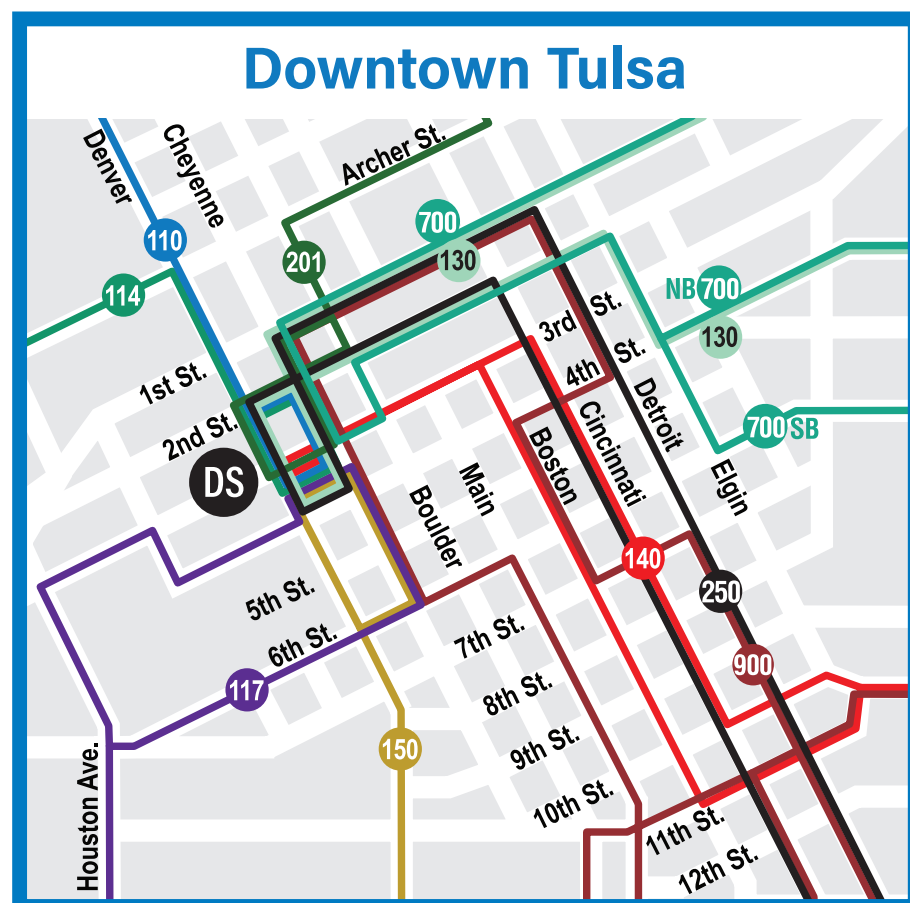 Downtown Tulsa
Denver
Cheyenne
Archer St.
700
110
201
130
114
NB 700
130
3rd St.
4th St.
1st St.
2nd St.
DS
Detroit
Cincinnati
Boston
Main
Boulder
Elgin
700 SB
140
250
5th St.
6th St.
7th St.
900
117
8th St.
150
9th St.
10th St.
11th St.
12th St.
Houston Ave.